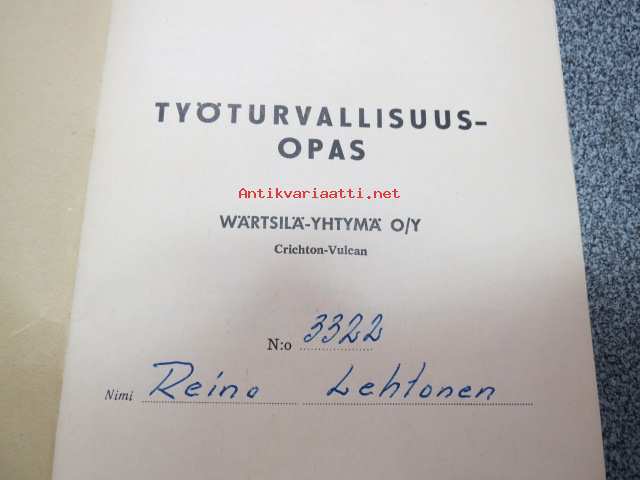 TYÖTURVALLISUUS-
OPAS
Antikvariaatti.net
WÄRTSILÄ-YHTYMÄ O/Y
Crichton-Vulcan
N:o 3322
Nimi Reino Lehtonen